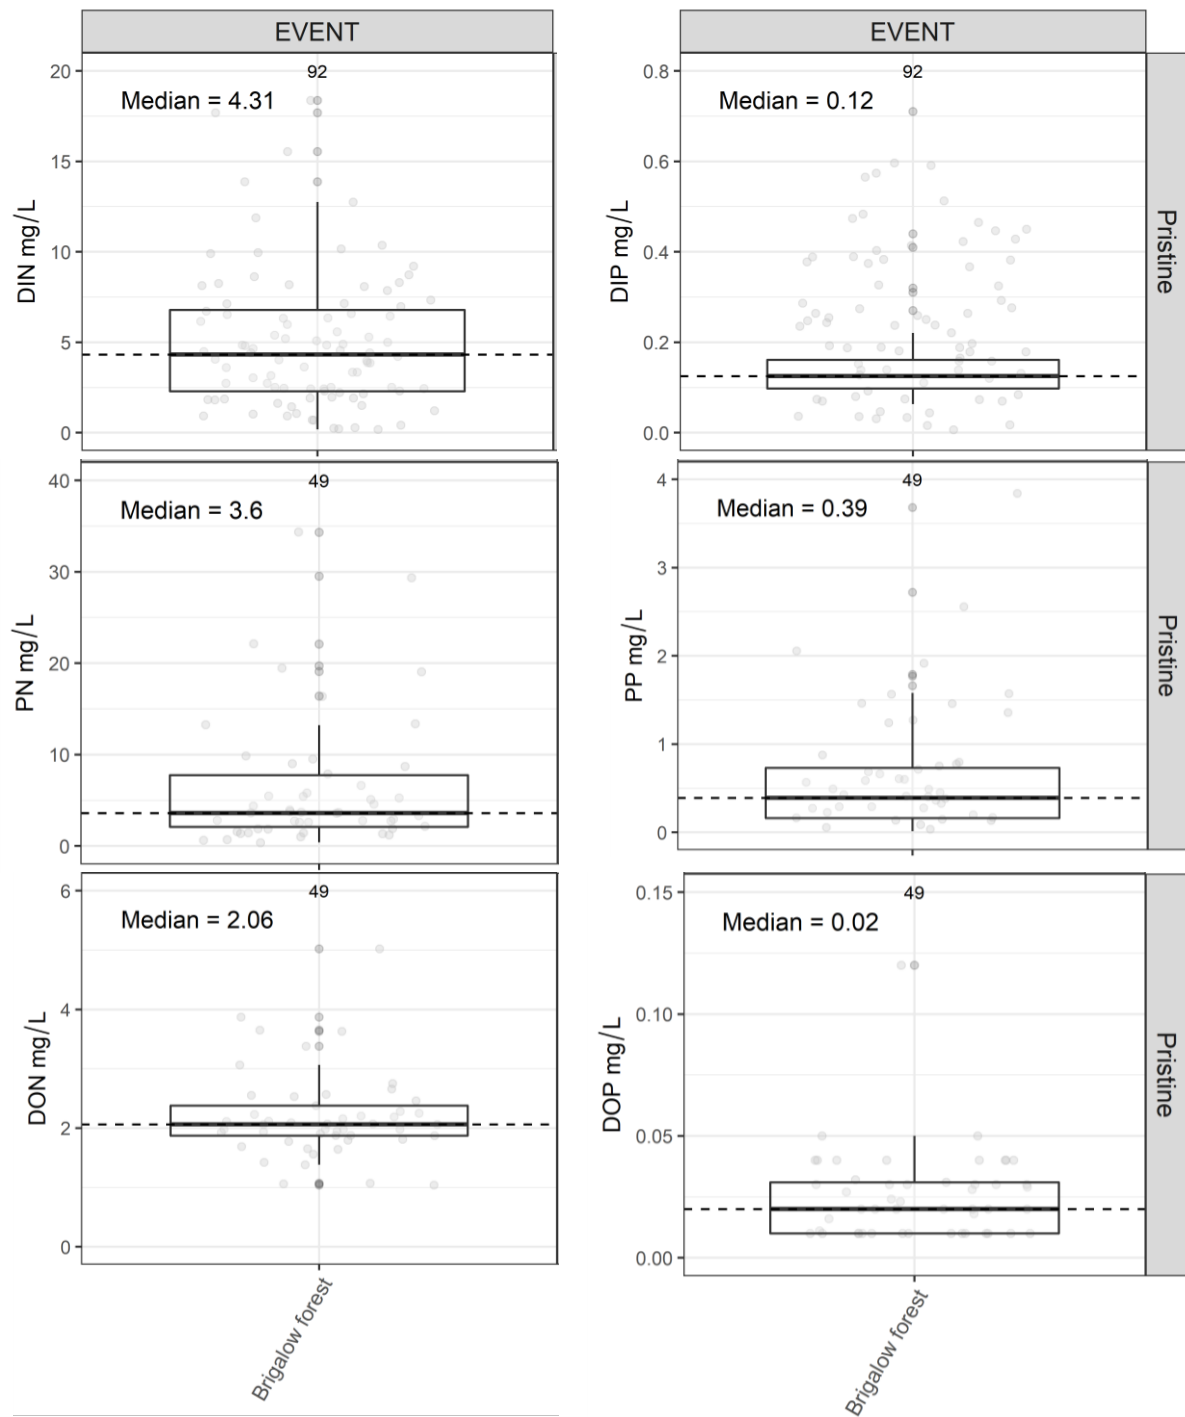 EVENT
EVENT
92
Median = 4.31
20
15
10
5
0
DIN mg/L
92
Median = 0.12
0.8
0.6
0.4
0.2
0.0
DIP mg/L
Pristine
49
Median = 3.6
40
30
20
10
0
PN mg/L
49
Median = 0.39
4
3
2
1
0
PP mg/L
Pristine
49
Median = 2.06
6
4
2
0
DON mg/L
49
Median = 0.02
0.15
0.10
0.05
0.00
DOP mg/L
Pristine
Brigalow forest
Brigalow forest